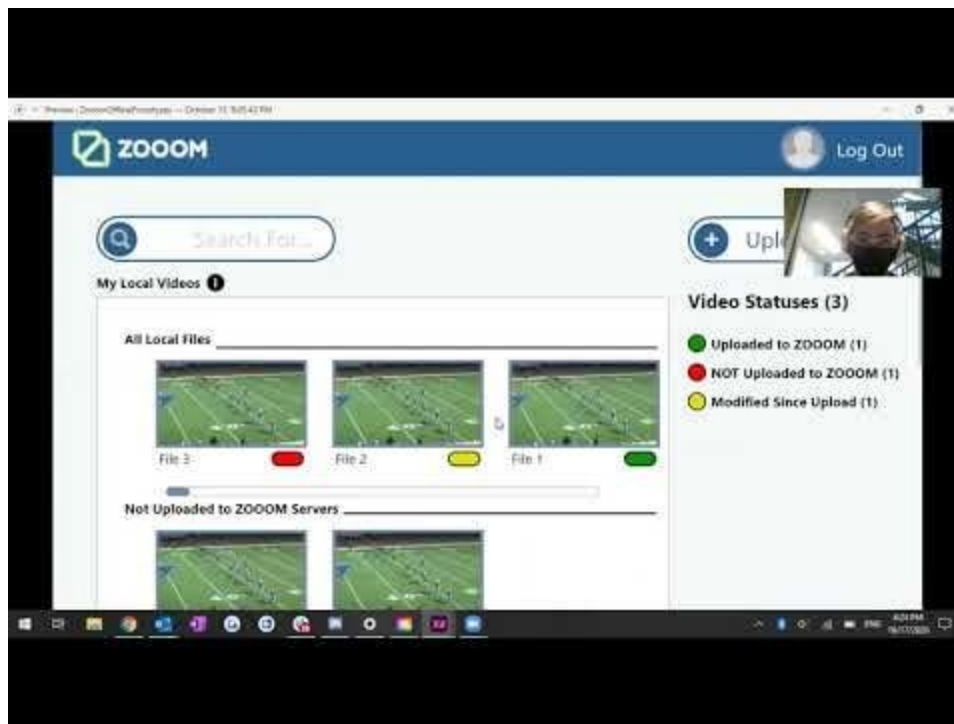 ZOOOM
Log Out
Search For...
Upl
My Local Videos
Video Statuses (3)
All Local Files
Uploaded to ZOOOM (1)
NOT Uploaded to ZOOOM (1)
Modified Since Upload (1)
File 3
File 2
File 1
Not Uploaded to ZOOOM Servers
ENG